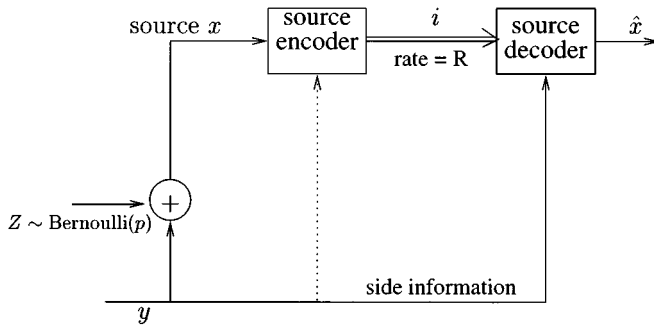 source x
source
encoder
i
rate = R
source
decoder
x̂
+
Z ∼ Bernoulli(p)
side information
y